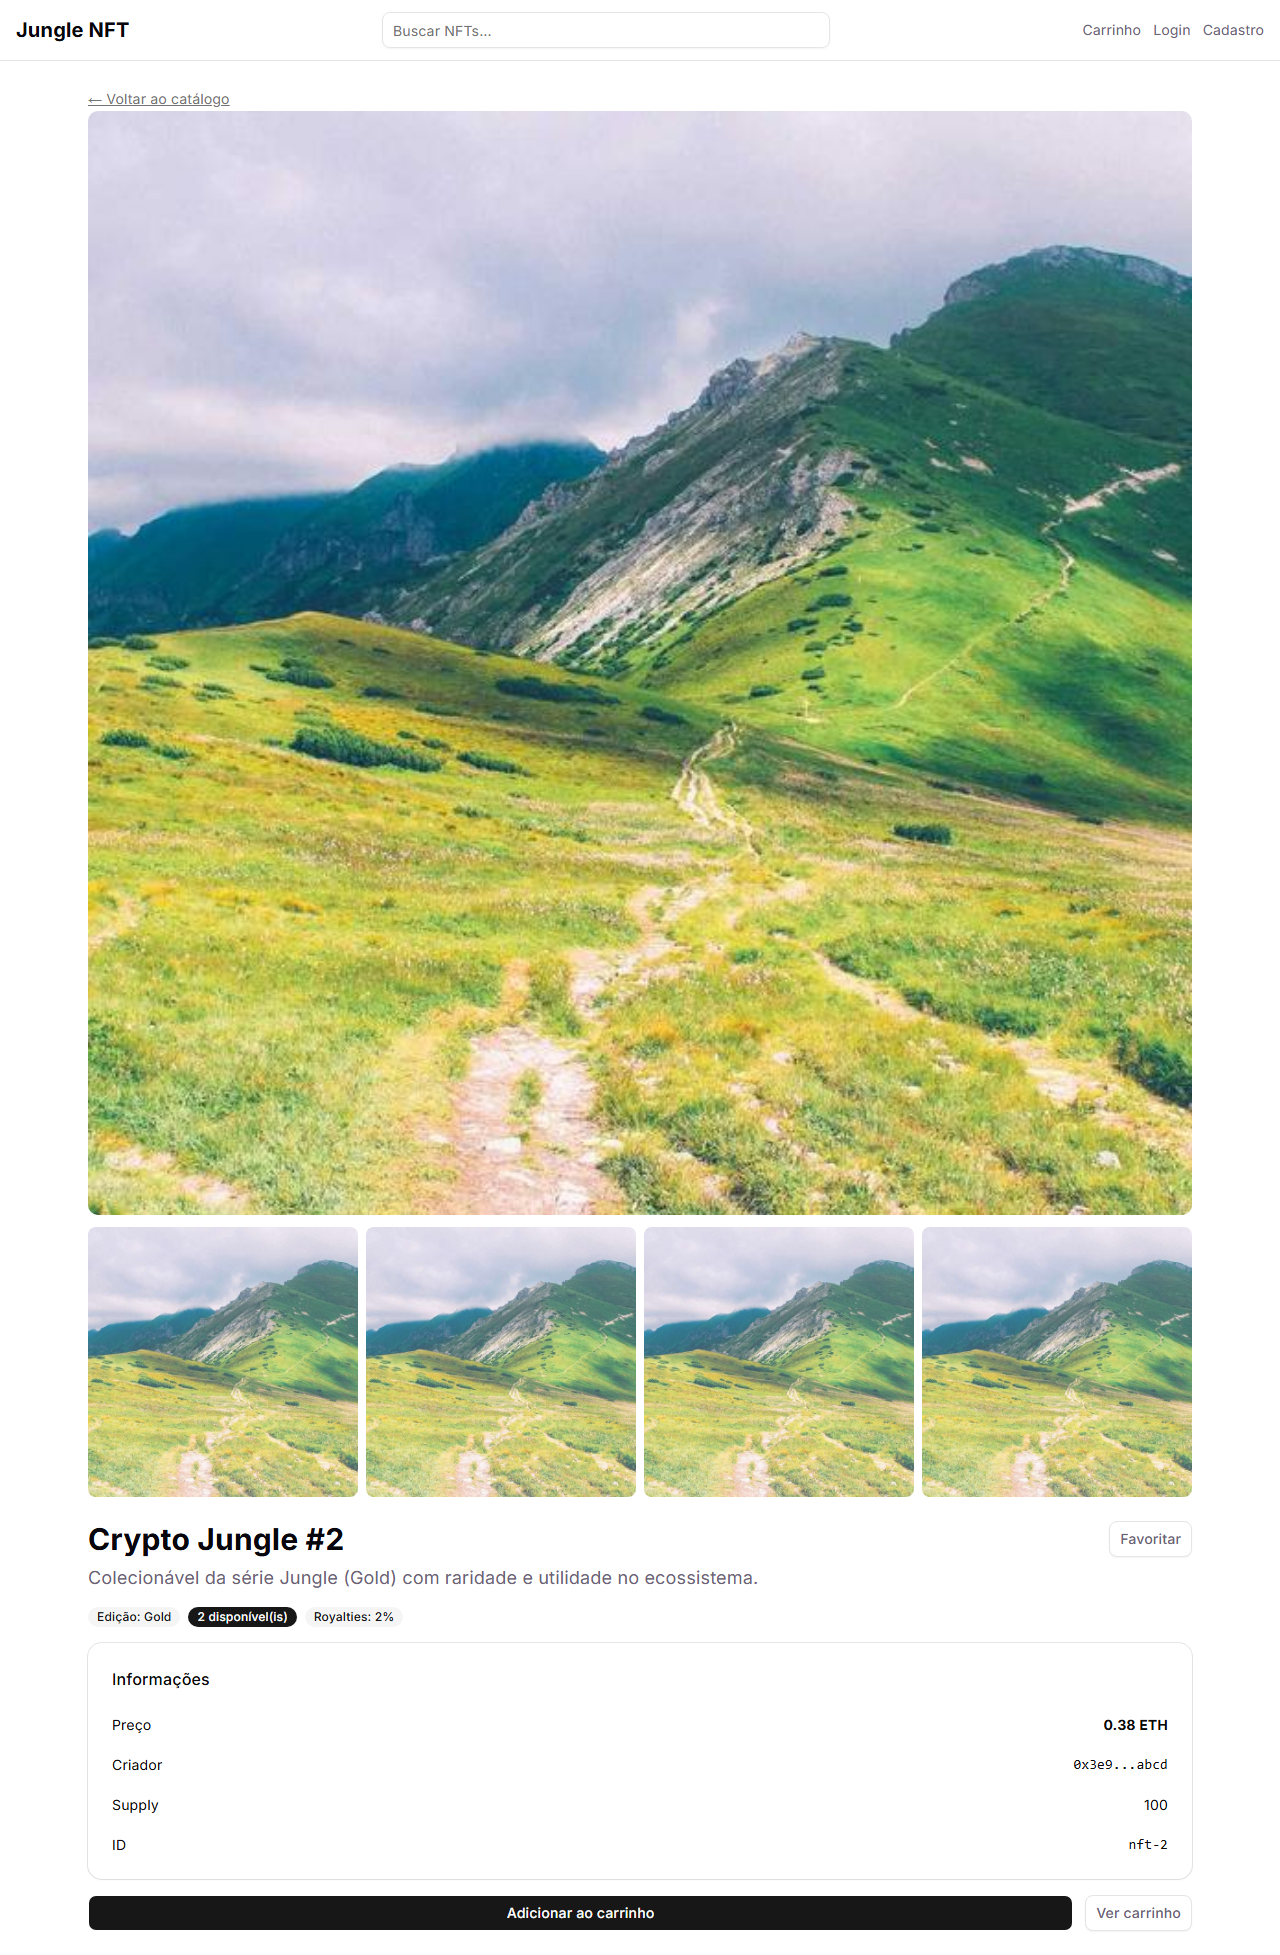 Jungle NFT
Buscar NFTs...
Carrinho Login Cadastro
← Voltar ao catálogo
Crypto Jungle #2
Favoritar
Colecionável da série Jungle (Gold) com raridade e utilidade no ecossistema.
Edição: Gold 2 disponível(is) Royalties: 2%
Informações
Preço 0.38 ETH
Criador 0x3e9...abcd
Supply 100
ID nft-2
Adicionar ao carrinho Ver carrinho